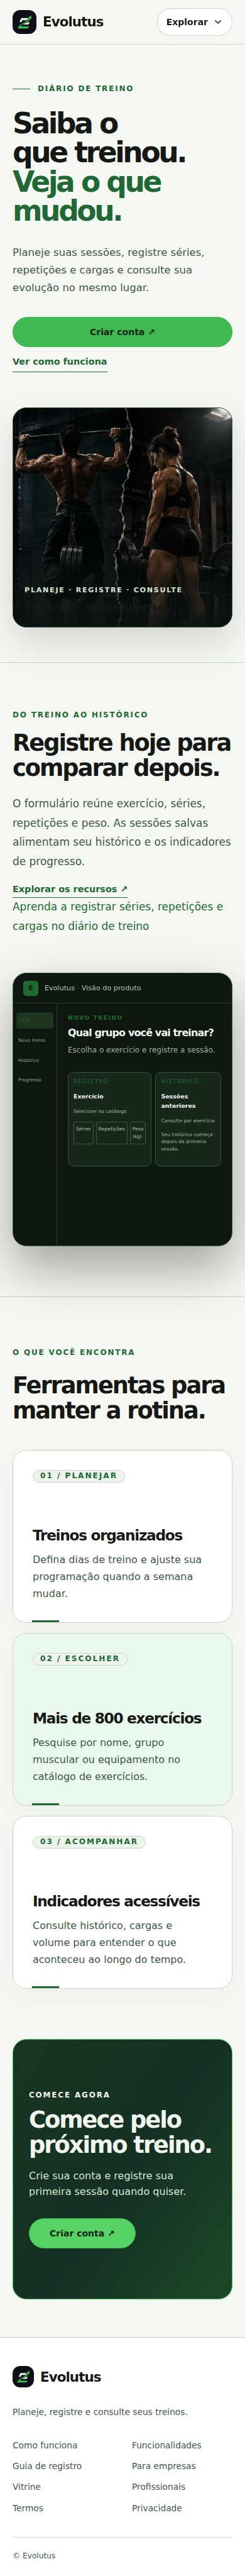 Evolutus
Explorar
DIÁRIO DE TREINO
Saiba o
que treinou.
Veja o que
mudou.
Planeje suas sessões, registre séries,
repetições e cargas e consulte sua
evolução no mesmo lugar.
Criar conta ↗
Ver como funciona
PLANEJE · REGISTRE · CONSULTE
DO TREINO AO HISTÓRICO
Registre hoje para
comparar depois.
O formulário reúne exercício, séries,
repetições e peso. As sessões salvas
alimentam seu histórico e os indicadores
de progresso.
Explorar os recursos ↗
Aprenda a registrar séries, repetições e
cargas no diário de treino
E
Evolutus · Visão do produto
Novo treino
Histórico
Progresso
NOVO TREINO
Qual grupo você vai treinar?
Escolha o exercício e registre a sessão.
REGISTRO
Exercício
Selecione no catálogo
Séries
Repetições
Peso
(kg)
HISTÓRICO
Sessões
anteriores
Consulte por exercício
Seu histórico começa
depois da primeira
sessão.
O QUE VOCÊ ENCONTRA
Ferramentas para
manter a rotina.
01 / PLANEJAR
Treinos organizados
Defina dias de treino e ajuste sua
programação quando a semana
mudar.
02 / ESCOLHER
Mais de 800 exercícios
Pesquise por nome, grupo
muscular ou equipamento no
catálogo de exercícios.
03 / ACOMPANHAR
Indicadores acessíveis
Consulte histórico, cargas e
volume para entender o que
aconteceu ao longo do tempo.
COMECE AGORA
Comece pelo
próximo treino.
Crie sua conta e registre sua
primeira sessão quando quiser.
Criar conta ↗
Evolutus
Planeje, registre e consulte seus treinos.
Como funciona
Funcionalidades
Guia de registro
Para empresas
Vitrine
Profissionais
Termos
Privacidade
© Evolutus